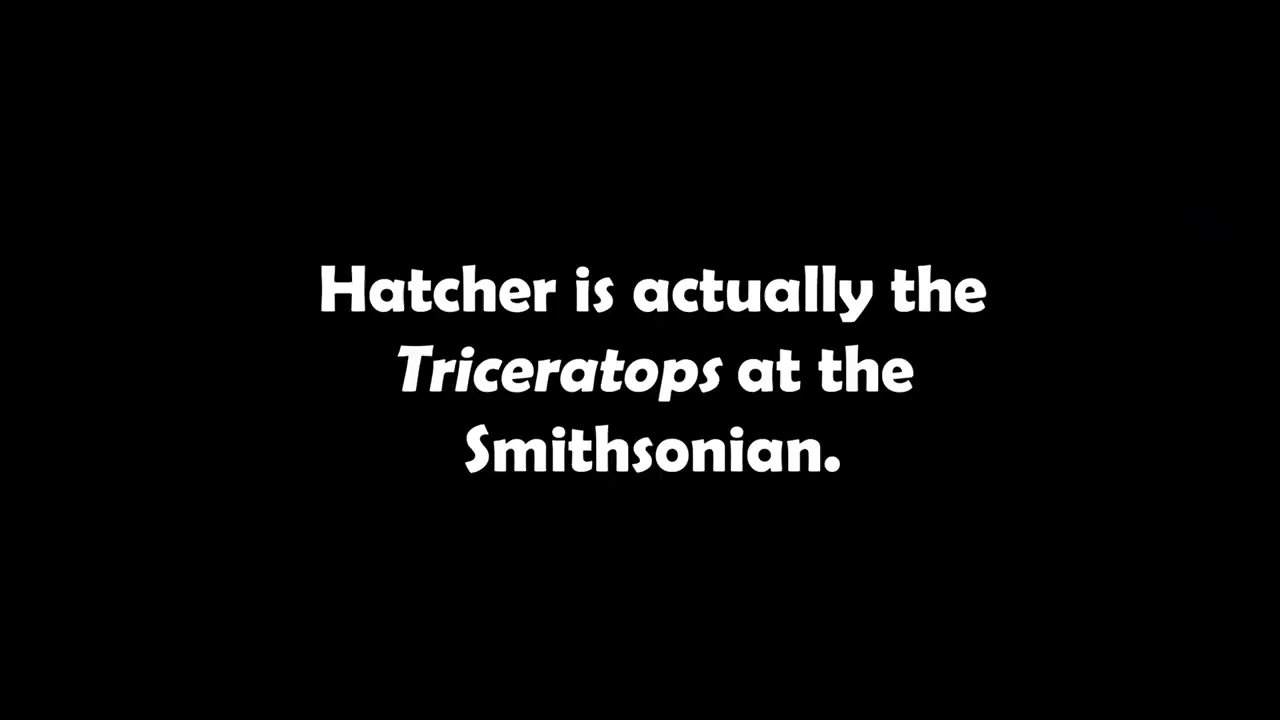 Hatcher is actually the
Triceratops at the
Smithsonian.